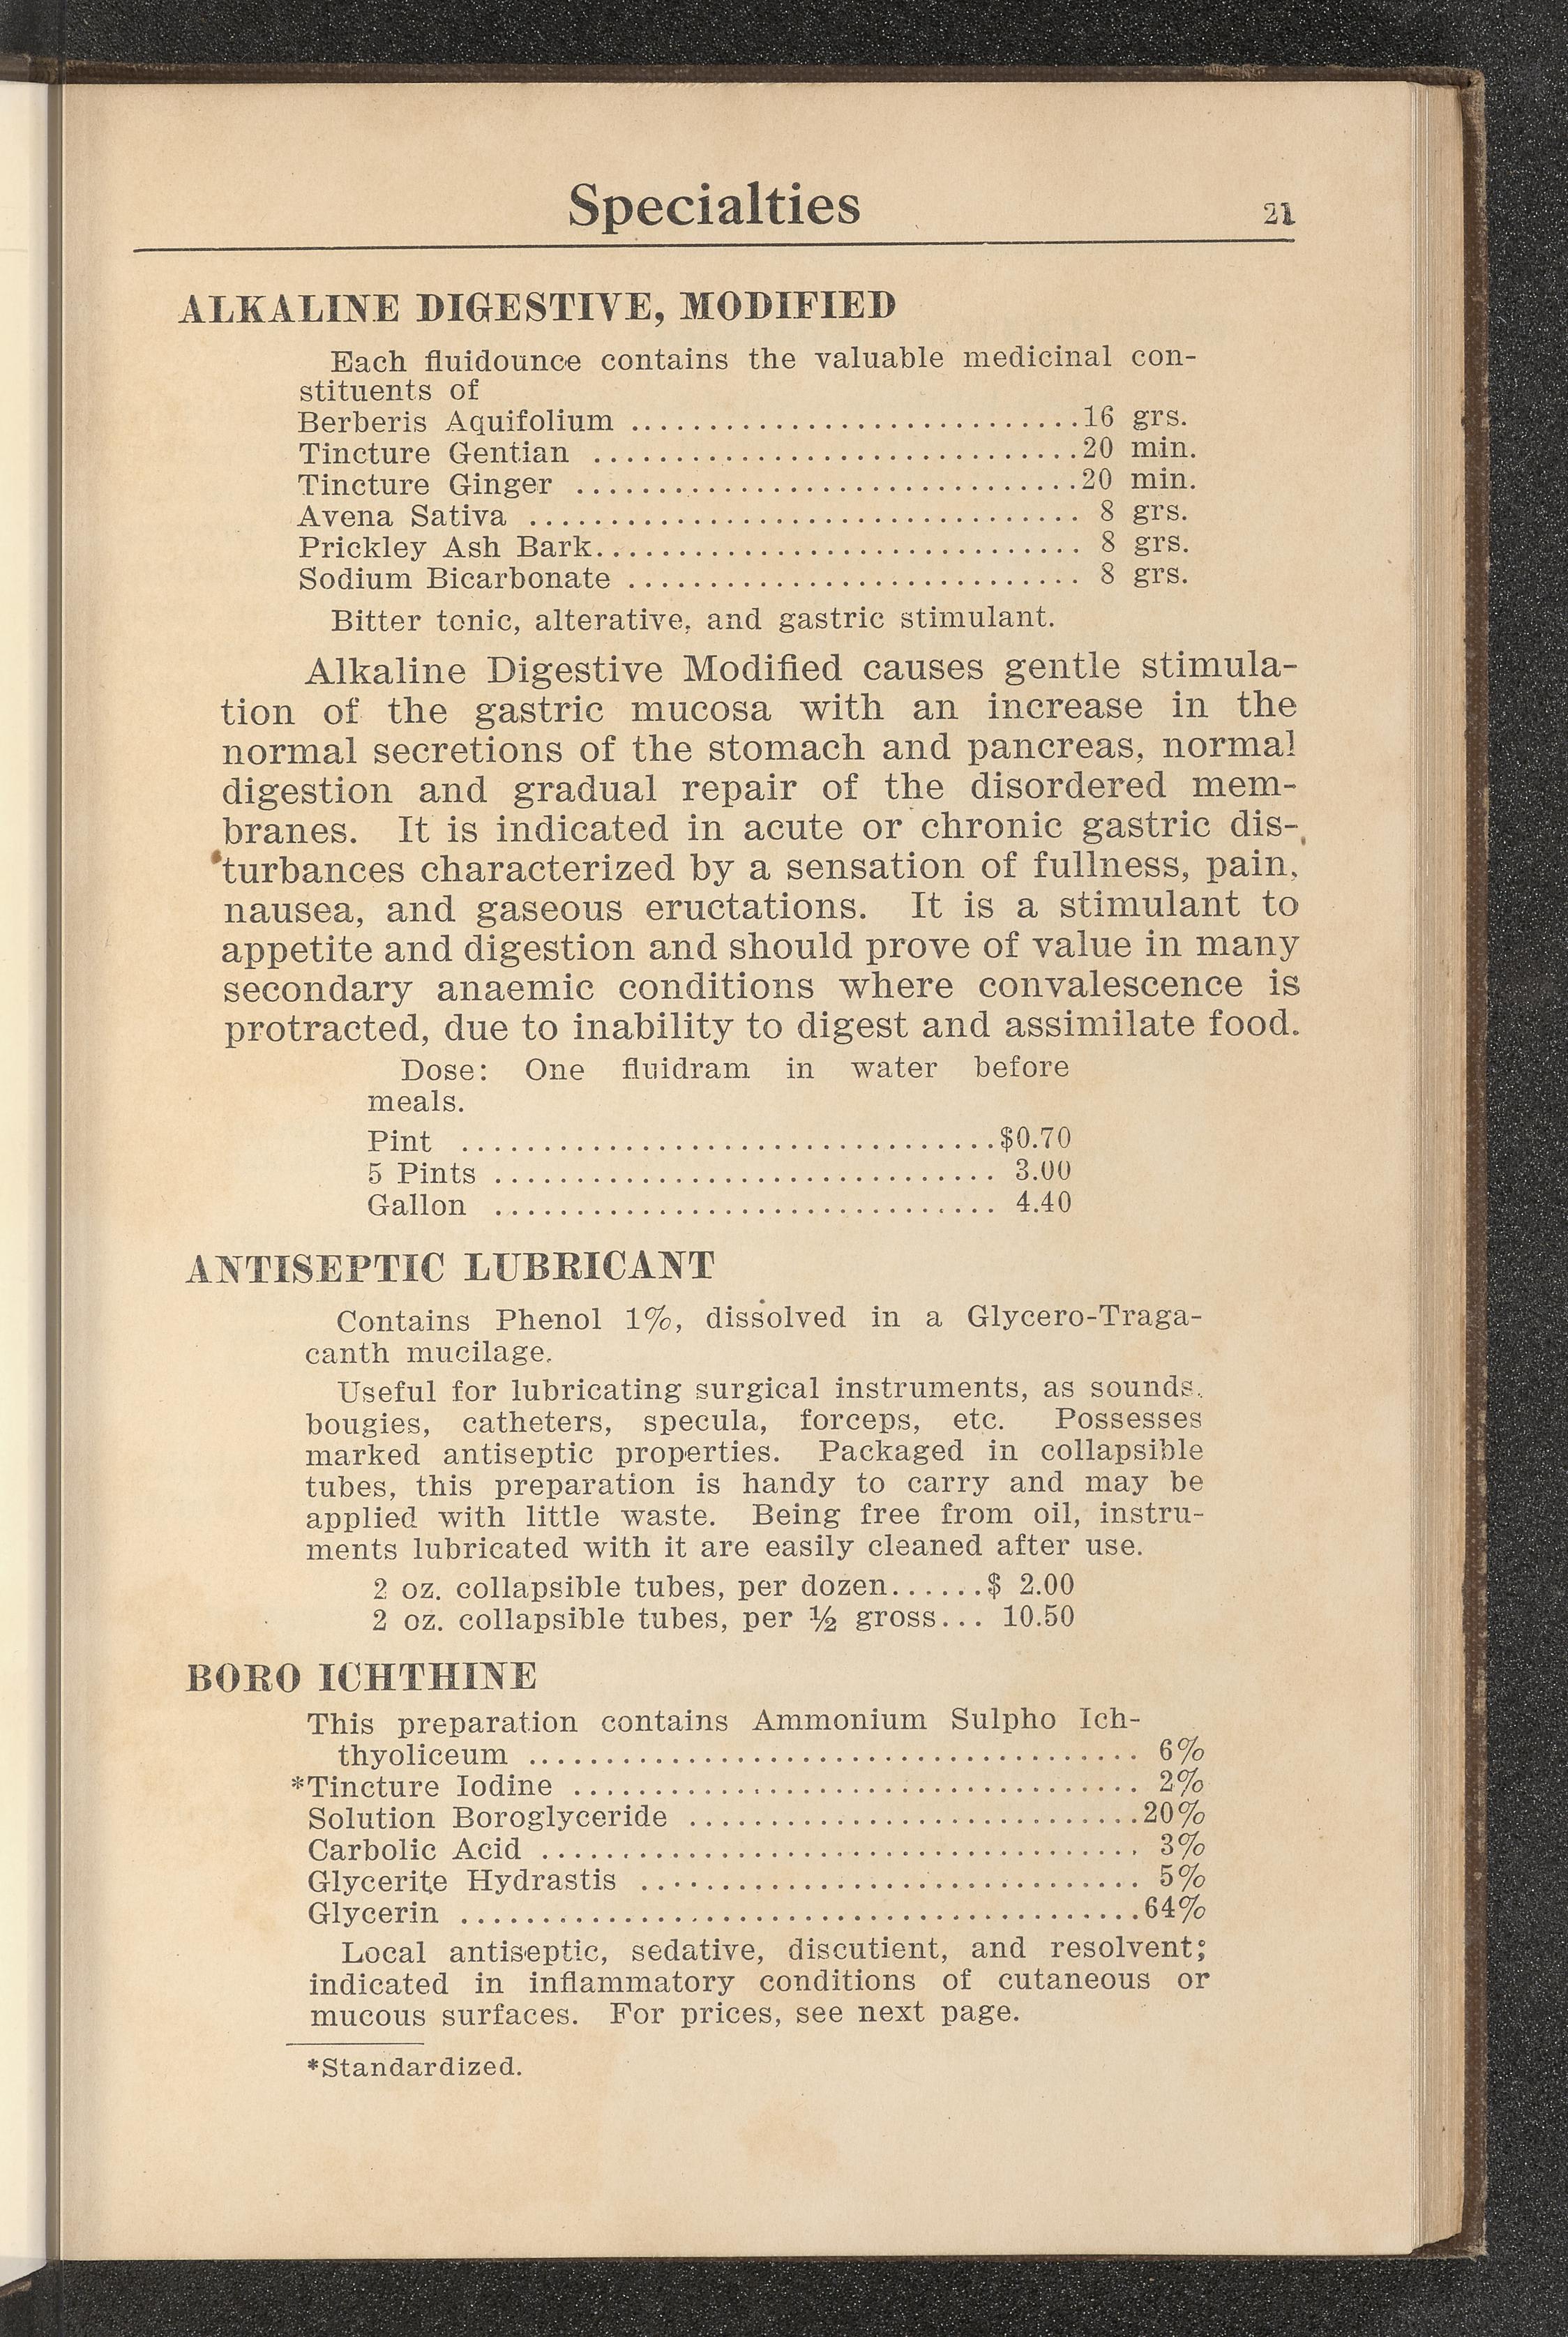 Specialties 21
ALKALINE DIGESTIVE, MODIFIED
Each fluidounce contains the valuable medicinal con-
stituents of
Berberis Aquifolium ............................16 grs.
Tincture Gentian ..............................20 min.
Tincture Ginger ...............................20 min.
Avena Sativa .................................. 8 grs.
Prickley Ash Bark.............................. 8 grs.
Sodium Bicarbonate ............................ 8 grs.
Bitter tonic, alterative, and gastric stimulant.
Alkaline Digestive Modified causes gentle stimula-
tion of the gastric mucosa with an increase in the
normal secretions of the stomach and pancreas, normal
digestion and gradual repair of the disordered mem-
branes. It is indicated in acute or chronic gastric dis-
turbances characterized by a sensation of fullness, pain,
nausea, and gaseous eructations. It is a stimulant to
appetite and digestion and should prove of value in many
secondary anaemic conditions where convalescence is
protracted, due to inability to digest and assimilate food.
Dose: One fluidram in water before
meals.
Pint .................................$0.70
5 Pints ............................... 3.00
Gallon ............................... 4.40
ANTISEPTIC LUBRICANT
Contains Phenol 1%, dissolved in a Glycero-Traga-
canth mucilage.
Useful for lubricating surgical instruments, as sounds,
bougies, catheters, specula, forceps, etc. Possesses
marked antiseptic properties. Packaged in collapsible
tubes, this preparation is handy to carry and may be
applied with little waste. Being free from oil, instru-
ments lubricated with it are easily cleaned after use.
2 oz. collapsible tubes, per dozen......$ 2.00
2 oz. collapsible tubes, per ½ gross... 10.50
BORO ICHTHINE
This preparation contains Ammonium Sulpho Ich-
thyoliceum ...................................... 6%
*Tincture Iodine ................................... 2%
Solution Boroglyceride ............................20%
Carbolic Acid ..................................... 3%
Glycerite Hydrastis ............................... 5%
Glycerin ..........................................64%
Local antiseptic, sedative, discutient, and resolvent;
indicated in inflammatory conditions of cutaneous or
mucous surfaces. For prices, see next page.
*Standardized.